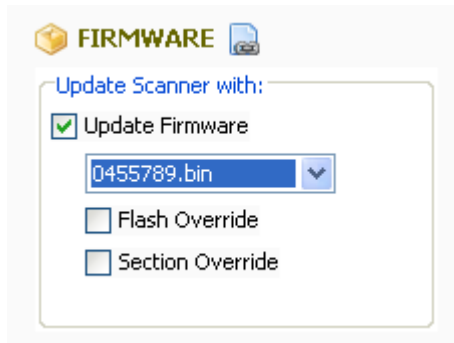 FIRMWARE
Update Scanner with:
Update Firmware
0455789.bin
Flash Override
Section Override